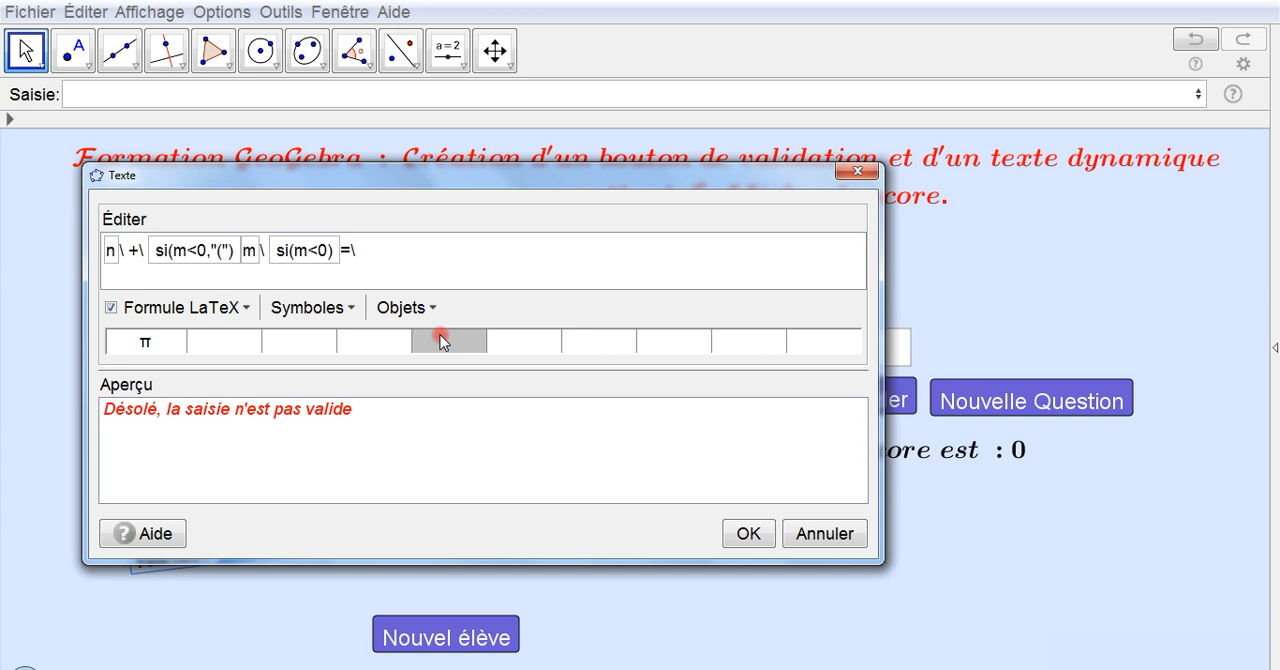 Fichier Éditer Affichage Options Outils Fenêtre Aide
A a=2
Saisie:
Formation GeoGebra : Création d'un bouton de validation et d'un texte dynamique
core.
Texte
Éditer
n\ +\ si(m<0,"(") m\ si(m<0) =\
Formule LaTeX Symboles Objets
π
Aperçu
Désolé, la saisie n'est pas valide
er Nouvelle Question
ore est : 0
Aide OK Annuler
Nouvel élève